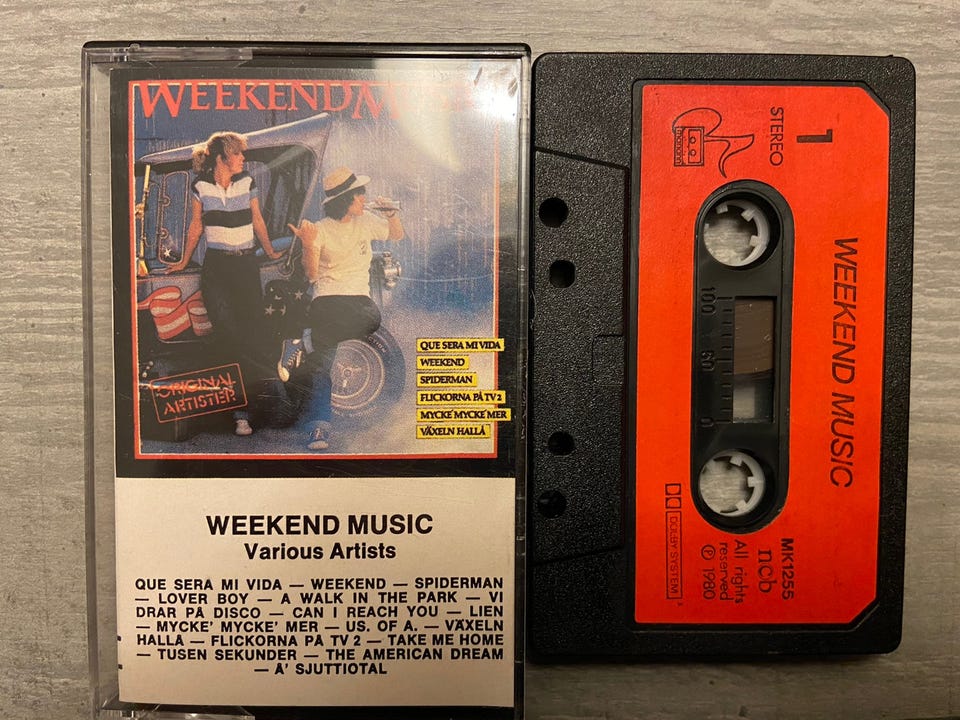 WEEKEND M
QUE SERA MI VIDA
WEEKEND
SPIDERMAN
FLICKORNA PÅ TV 2
MYCKE' MYCKE' MER
VÄXELN HALLÅ
ORIGINAL
ARTISTER
WEEKEND MUSIC
Various Artists
QUE SERA MI VIDA — WEEKEND — SPIDERMAN
— LOVER BOY — A WALK IN THE PARK — VI
DRAR PÅ DISCO — CAN I REACH YOU — LIEN
— MYCKE' MYCKE' MER — US. OF A. — VÄXELN
HALLÅ — FLICKORNA PÅ TV 2 — TAKE ME HOME
— TUSEN SEKUNDER — THE AMERICAN DREAM
— Å' SJUTTIOTAL
1
STEREO
WEEKEND MUSIC
100 50 0
DOLBY SYSTEM
MK1255
ncb
All rights
reserved
Ⓟ 1980